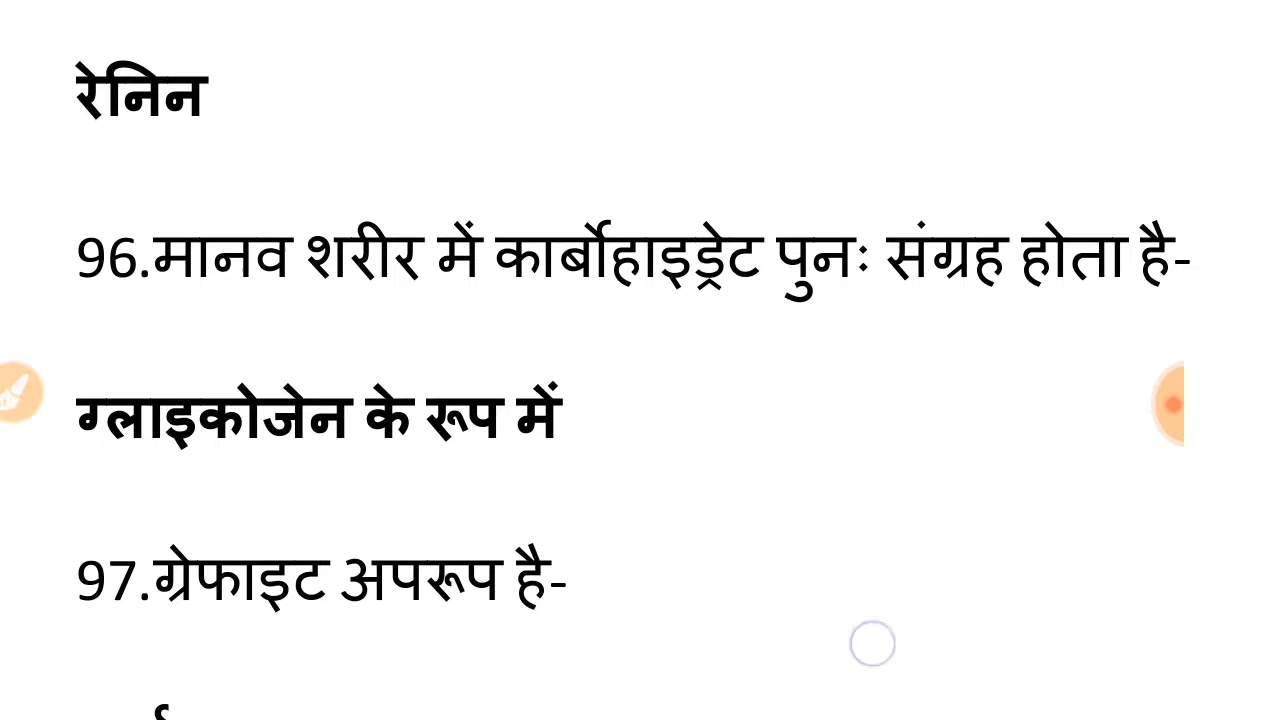 रेनिन
96.मानव शरीर में कार्बोहाइड्रेट पुनः संग्रह होता है-
ग्लाइकोजेन के रूप में
97.ग्रेफाइट अपरूप है-